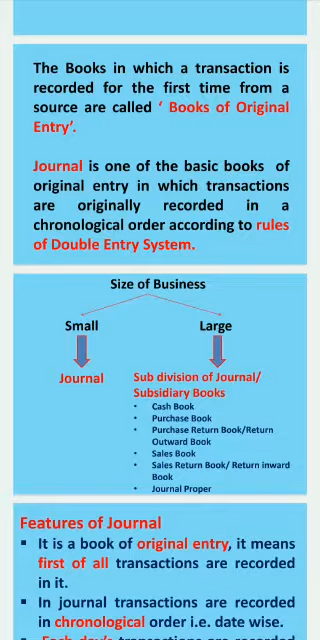 The Books in which a transaction is
recorded for the first time from a
source are called ‘ Books of Original
Entry’.
Journal is one of the basic books of
original entry in which transactions
are originally recorded in a
chronological order according to rules
of Double Entry System.
Size of Business
Small
Large
Journal
Sub division of Journal/
Subsidiary Books
• Cash Book
• Purchase Book
• Purchase Return Book/Return
Outward Book
• Sales Book
• Sales Return Book/ Return inward
Book
• Journal Proper
Features of Journal
▪ It is a book of original entry, it means
first of all transactions are recorded
in it.
▪ In journal transactions are recorded
in chronological order i.e. date wise.
▪ Each day's transactions are recorded